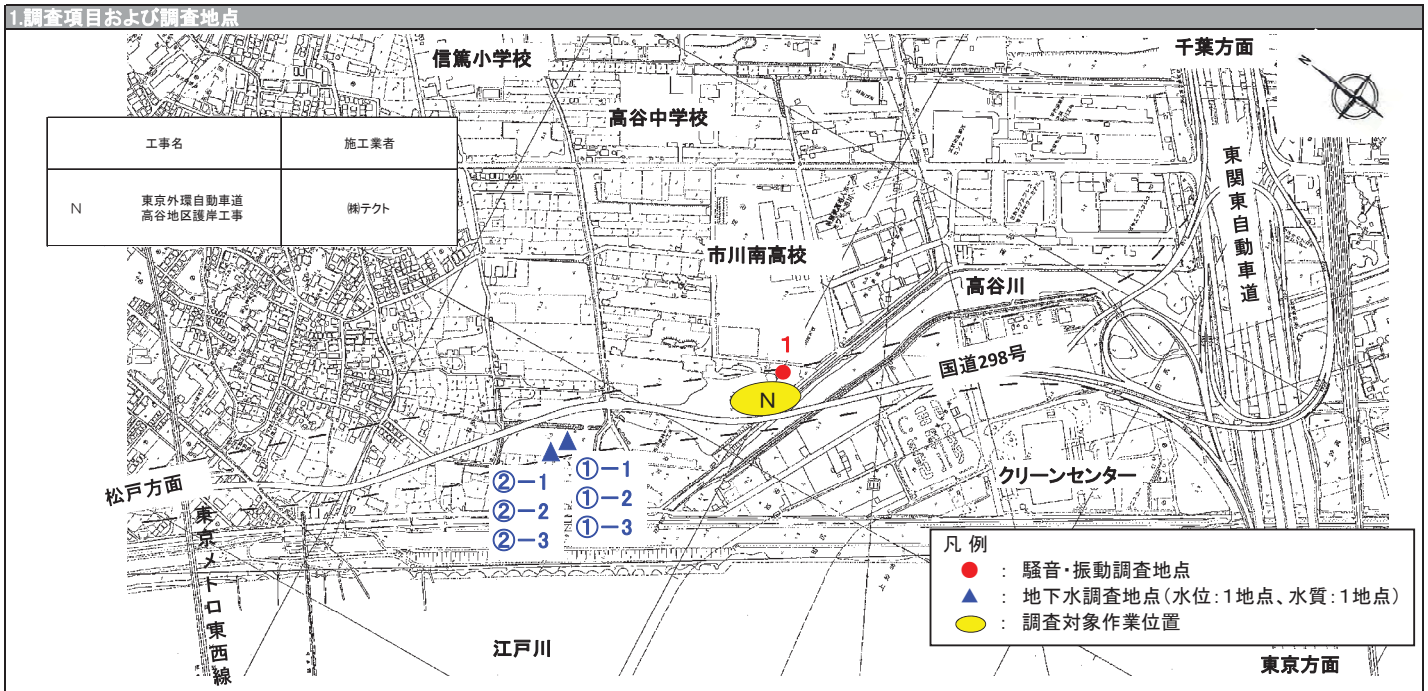 1.調査項目および調査地点
信篤小学校
千葉方面
N
高谷中学校
工事名
施工業者
N
東京外環自動車道
高谷地区護岸工事
㈱テクト
東関東自動車道
市川南高校
高谷川
1
国道298号
N
クリーンセンター
松戸方面
②-1
②-2
②-3
①-1
①-2
①-3
東京メトロ東西線
凡 例
： 騒音・振動調査地点
： 地下水調査地点(水位:1地点、水質:1地点)
： 調査対象作業位置
江戸川
東京方面